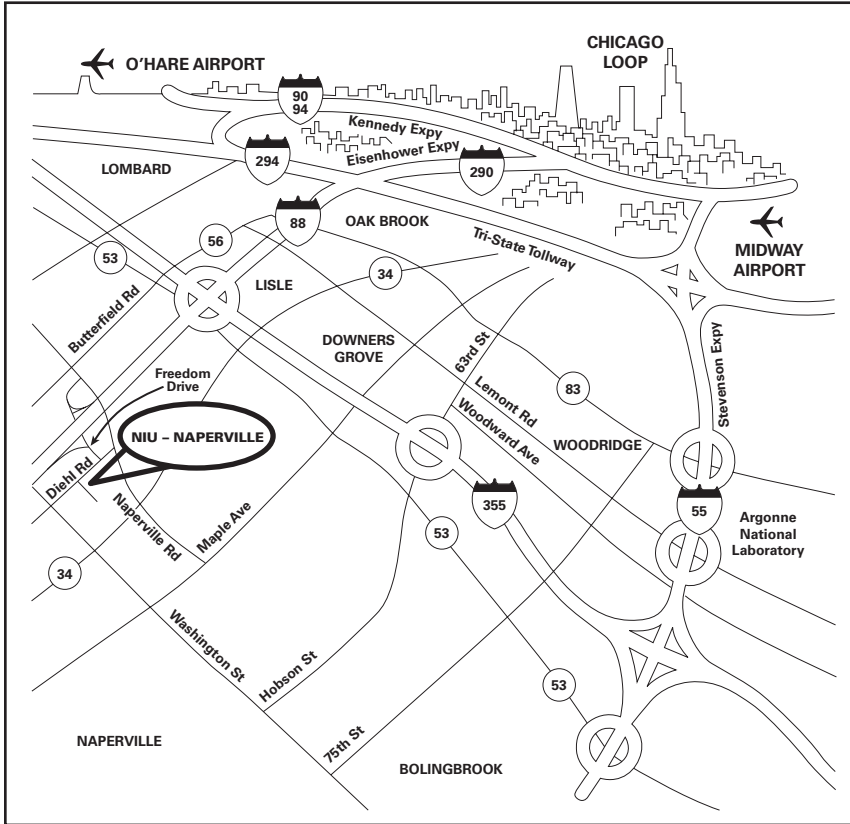 O'HARE AIRPORT
CHICAGO
LOOP
90
94
Kennedy Expy
Eisenhower Expy
294
290
LOMBARD
88
OAK BROOK
Tri-State Tollway
MIDWAY
AIRPORT
56
53
34
LISLE
Butterfield Rd
DOWNERS
GROVE
63rd St
Stevenson Expy
Freedom
Drive
Lemont Rd
83
Woodward Ave
WOODRIDGE
NIU – NAPERVILLE
Diehl Rd
Naperville Rd
Maple Ave
355
55
Argonne
National
Laboratory
53
34
Washington St
Hobson St
53
NAPERVILLE
75th St
BOLINGBROOK